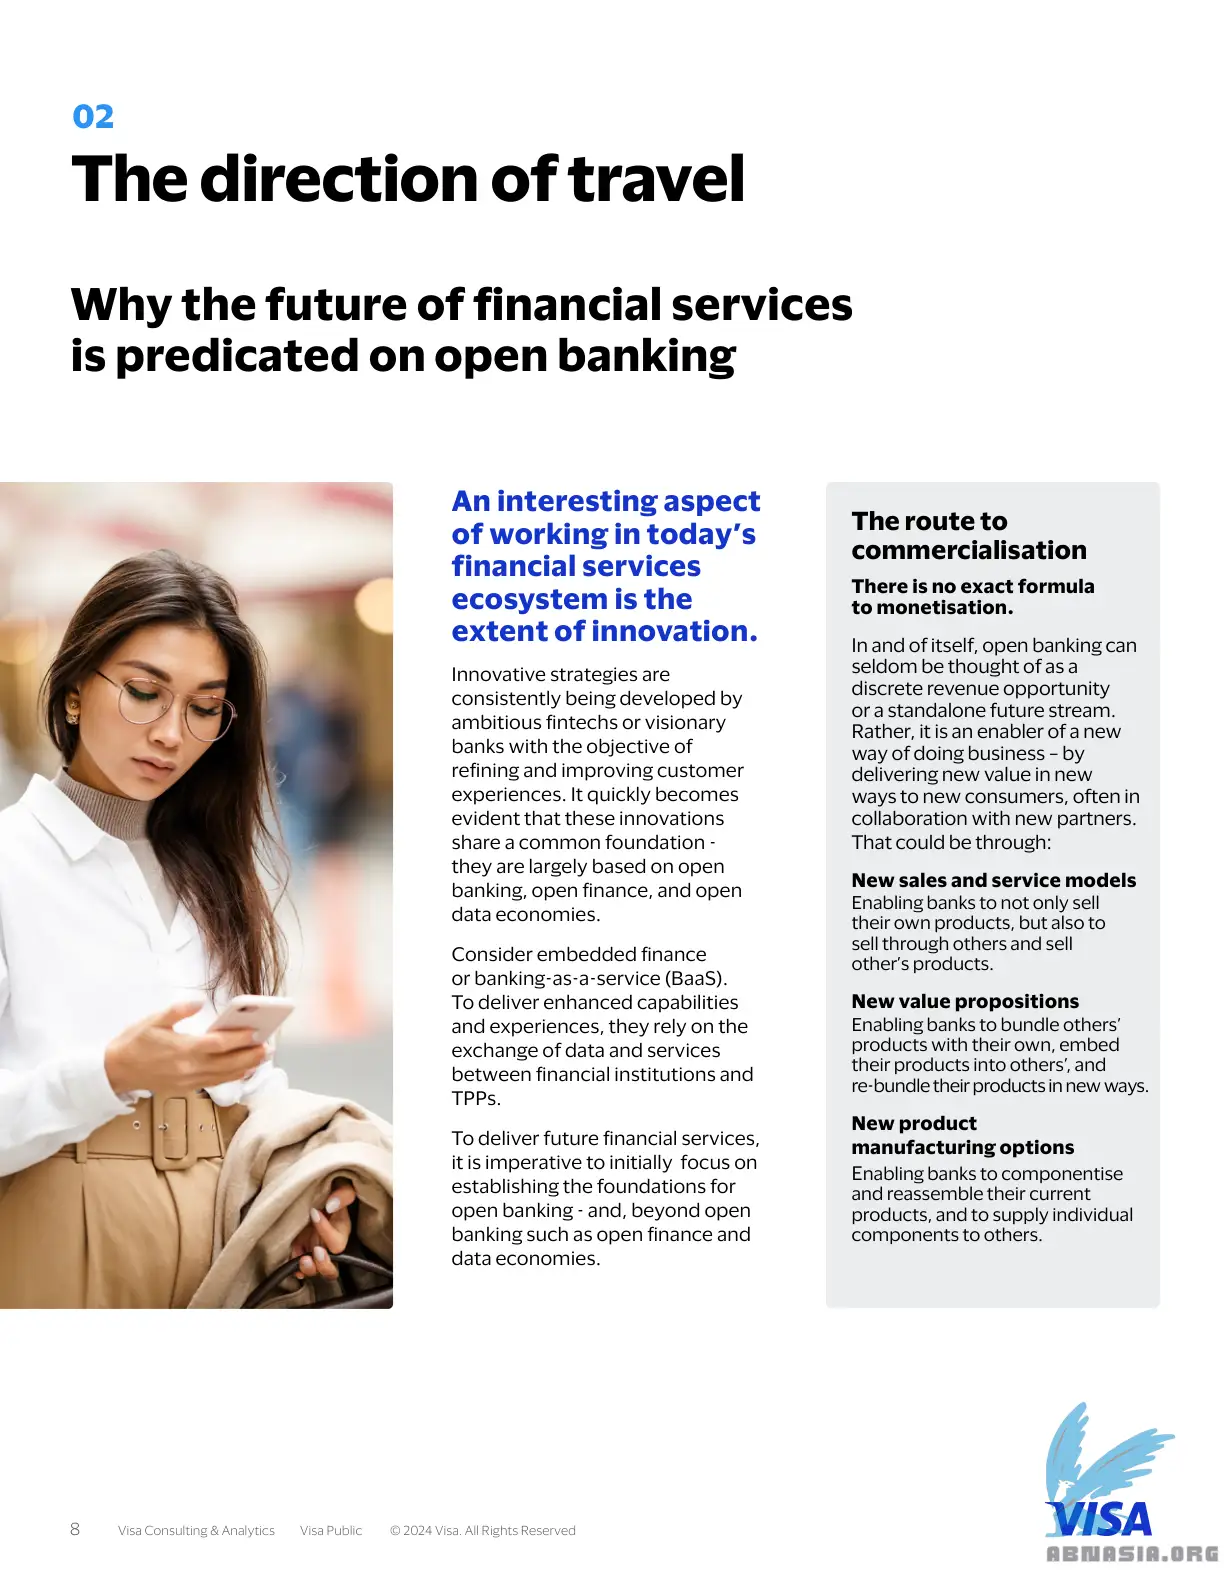 02
The direction of travel
Why the future of financial services
is predicated on open banking
An interesting aspect
of working in today's
financial services
ecosystem is the
extent of innovation.
Innovative strategies are
consistently being developed by
ambitious fintechs or visionary
banks with the objective of
refining and improving customer
experiences. It quickly becomes
evident that these innovations
share a common foundation -
they are largely based on open
banking, open finance, and open
data economies.
Consider embedded finance
or banking-as-a-service (BaaS).
To deliver enhanced capabilities
and experiences, they rely on the
exchange of data and services
between financial institutions and
TPPs.
To deliver future financial services,
it is imperative to initially  focus on
establishing the foundations for
open banking - and, beyond open
banking such as open finance and
data economies.
The route to
commercialisation
There is no exact formula
to monetisation.
In and of itself, open banking can
seldom be thought of as a
discrete revenue opportunity
or a standalone future stream.
Rather, it is an enabler of a new
way of doing business – by
delivering new value in new
ways to new consumers, often in
collaboration with new partners.
That could be through:
New sales and service models
Enabling banks to not only sell
their own products, but also to
sell through others and sell
other's products.
New value propositions
Enabling banks to bundle others'
products with their own, embed
their products into others', and
re-bundle their products in new ways.
New product
manufacturing options
Enabling banks to componentise
and reassemble their current
products, and to supply individual
components to others.
8 Visa Consulting & Analytics Visa Public © 2024 Visa. All Rights Reserved
VISA
ABNASIA.ORG